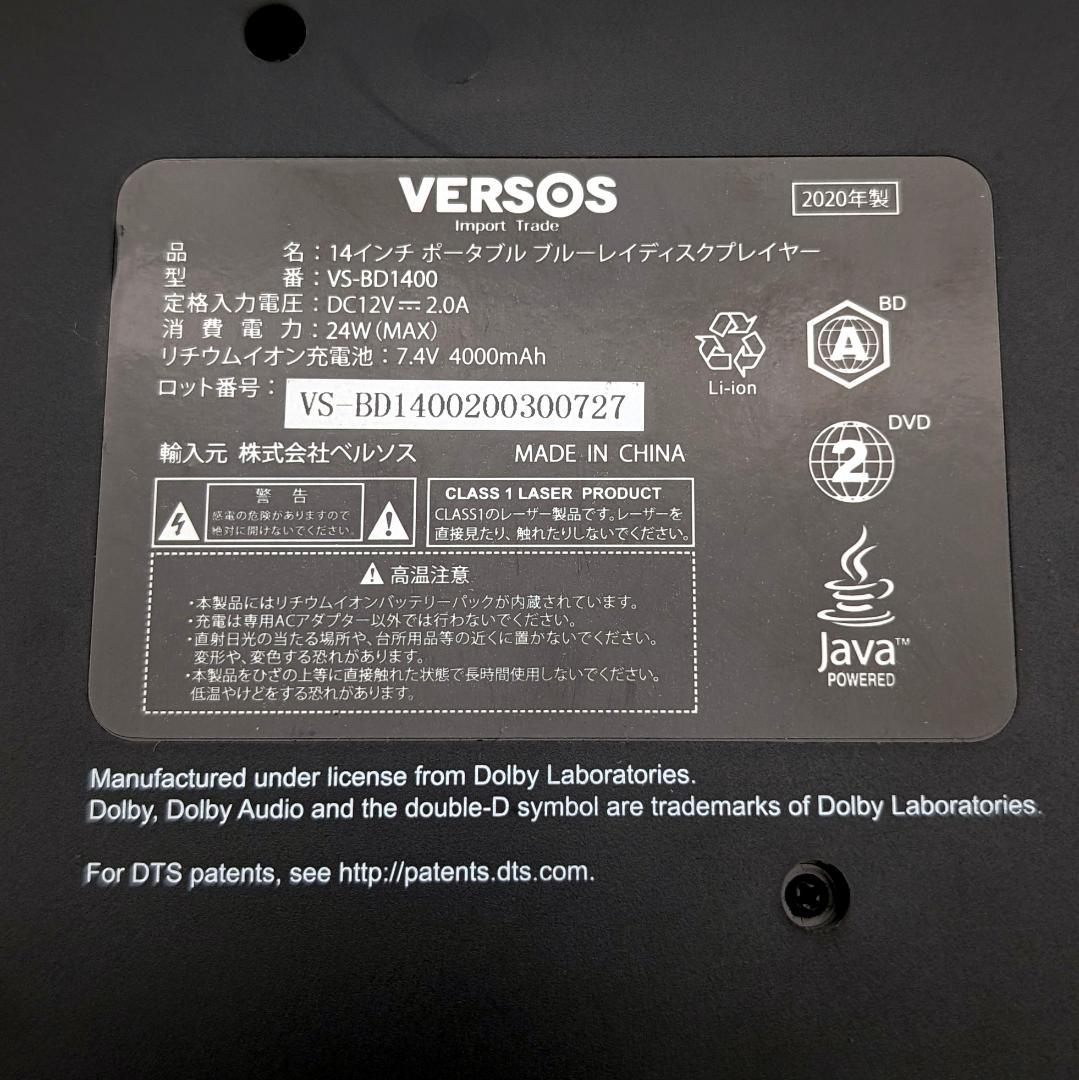 VERSOS
Import Trade
2020年製
品名：14インチ ポータブル ブルーレイディスクプレイヤー
型番：VS-BD1400
定格入力電圧：DC12V⎓2.0A
消費電力：24W (MAX)
リチウムイオン充電池：7.4V 4000mAh
ロット番号：VS-BD1400200300727
輸入元 株式会社ベルソス MADE IN CHINA
Li-ion
A
BD
2
DVD
Java™
POWERED
警告
感電の危険がありますので
絶対に開けないでください。
CLASS 1 LASER PRODUCT
CLASS1のレーザー製品です。レーザーを
直接見たり、触れたりしないでください。
高温注意
・本製品にはリチウムイオンバッテリーパックが内蔵されています。
・充電は専用ACアダプター以外では行わないでください。
・直射日光の当たる場所や、台所用品等の近くに置かないでください。
変形や、変色する恐れがあります。
・本製品をひざの上等に直接触れた状態で長時間使用しないでください。
低温やけどをする恐れがあります。
Manufactured under license from Dolby Laboratories.
Dolby, Dolby Audio and the double-D symbol are trademarks of Dolby Laboratories.
For DTS patents, see http://patents.dts.com.